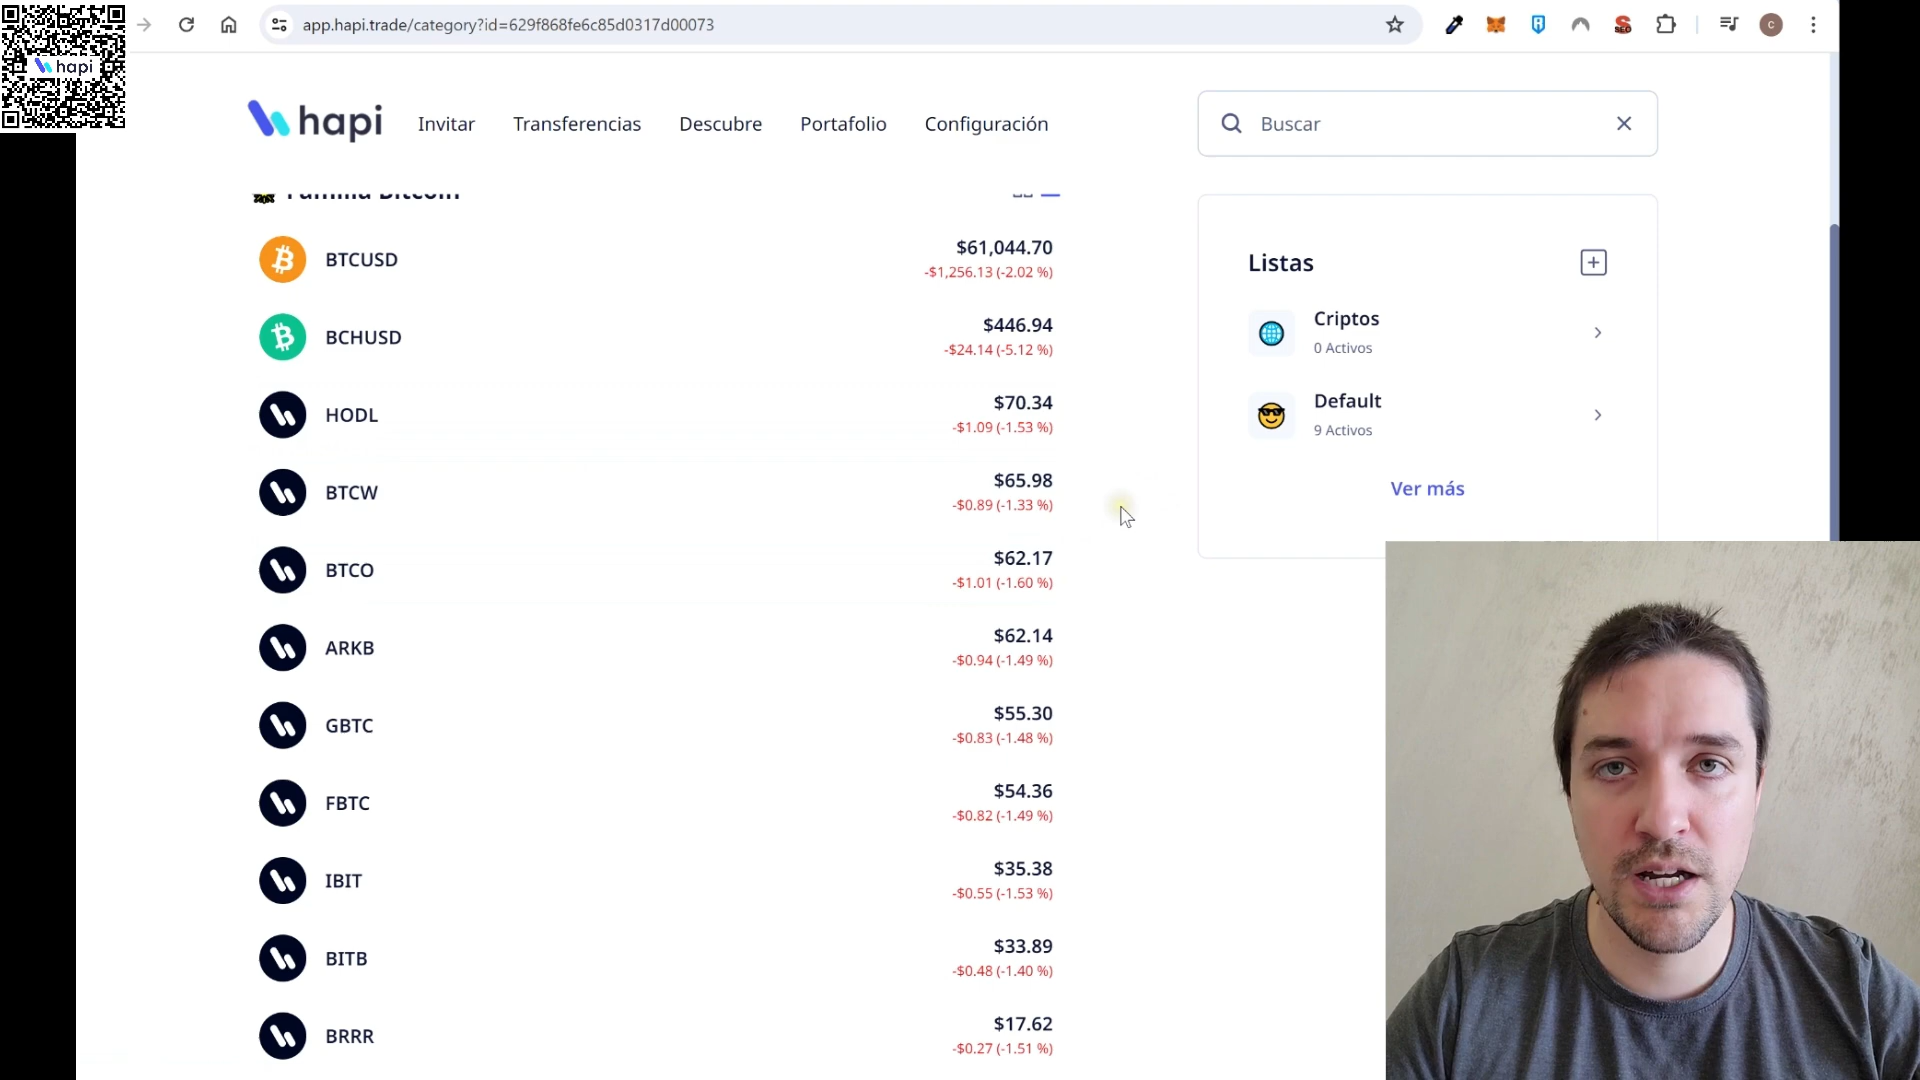 app.hapi.trade/category?id=629f868fe6c85d0317d00073
hapi
hapi
Invitar
Transferencias
Descubre
Portafolio
Configuración
Buscar
Familia Bitcoin
BTCUSD
$61,044.70
-$1,256.13 (-2.02 %)
BCHUSD
$446.94
-$24.14 (-5.12 %)
HODL
$70.34
-$1.09 (-1.53 %)
BTCW
$65.98
-$0.89 (-1.33 %)
BTCO
$62.17
-$1.01 (-1.60 %)
ARKB
$62.14
-$0.94 (-1.49 %)
GBTC
$55.30
-$0.83 (-1.48 %)
FBTC
$54.36
-$0.82 (-1.49 %)
IBIT
$35.38
-$0.55 (-1.53 %)
BITB
$33.89
-$0.48 (-1.40 %)
BRRR
$17.62
-$0.27 (-1.51 %)
Listas
Criptos
0 Activos
Default
9 Activos
Ver más
SEO
C